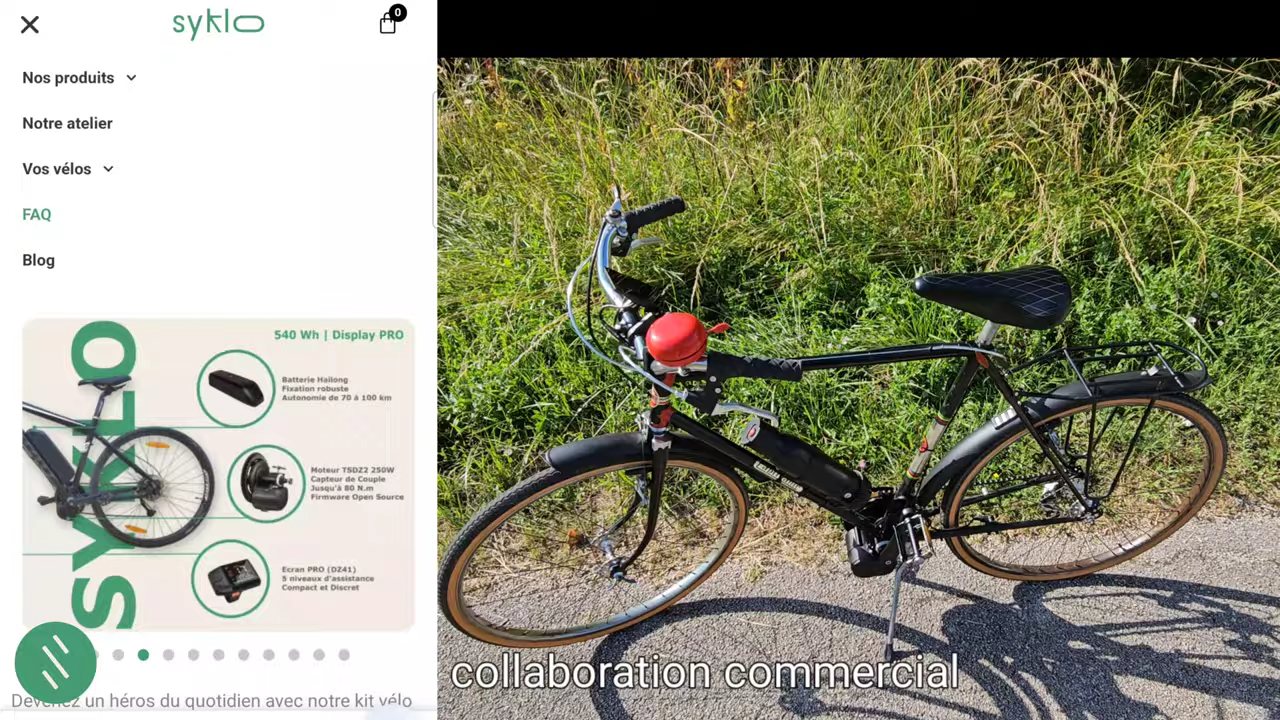 syklo
0
Nos produits
Notre atelier
Vos vélos
FAQ
Blog
SYKLO
540 Wh | Display PRO
Batterie Hailong
Fixation robuste
Autonomie de 70 à 100 km
Moteur TSDZ2 250W
Capteur de Couple
Jusqu'à 80 N.m
Firmware Open Source
Ecran PRO (DZ41)
5 niveaux d'assistance
Compact et Discret
Devenez un héros du quotidien avec notre kit vélo
collaboration commercial